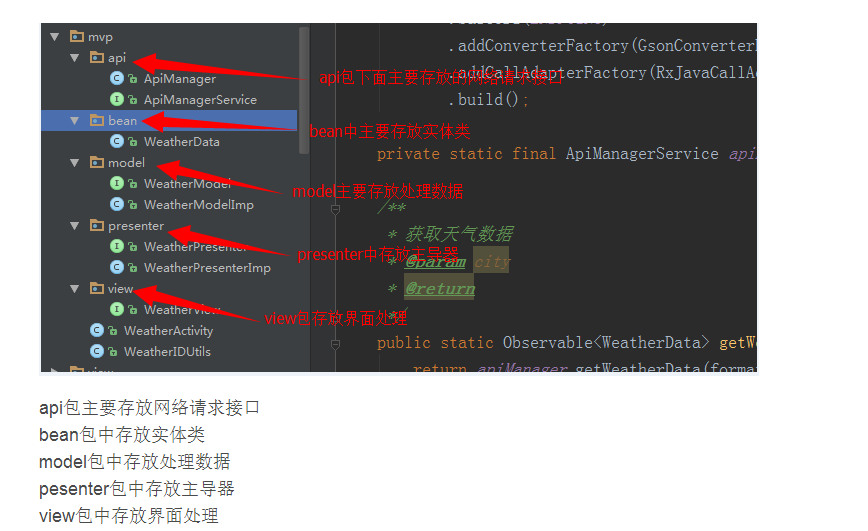 mvp
api
ApiManager
ApiManagerService
bean
WeatherData
model
WeatherModel
WeatherModelImp
presenter
WeatherPresenter
WeatherPresenterImp
view
WeatherView
WeatherActivity
WeatherIDUtils
api包下面主要存放的网络请求接口
bean中主要存放实体类
model主要存放处理数据
presenter中存放主导器
view包存放界面处理
.addConverterFactory(GsonConverter
.addCallAdapterFactory(RxJavaCallA
.build();
private static final ApiManagerService api
/**
* 获取天气数据
* @param city
* @return
*/
public static Observable<WeatherData> getW
return apiManager.getWeatherData(forma
api包主要存放网络请求接口
bean包中存放实体类
model包中存放处理数据
pesenter包中存放主导器
view包中存放界面处理